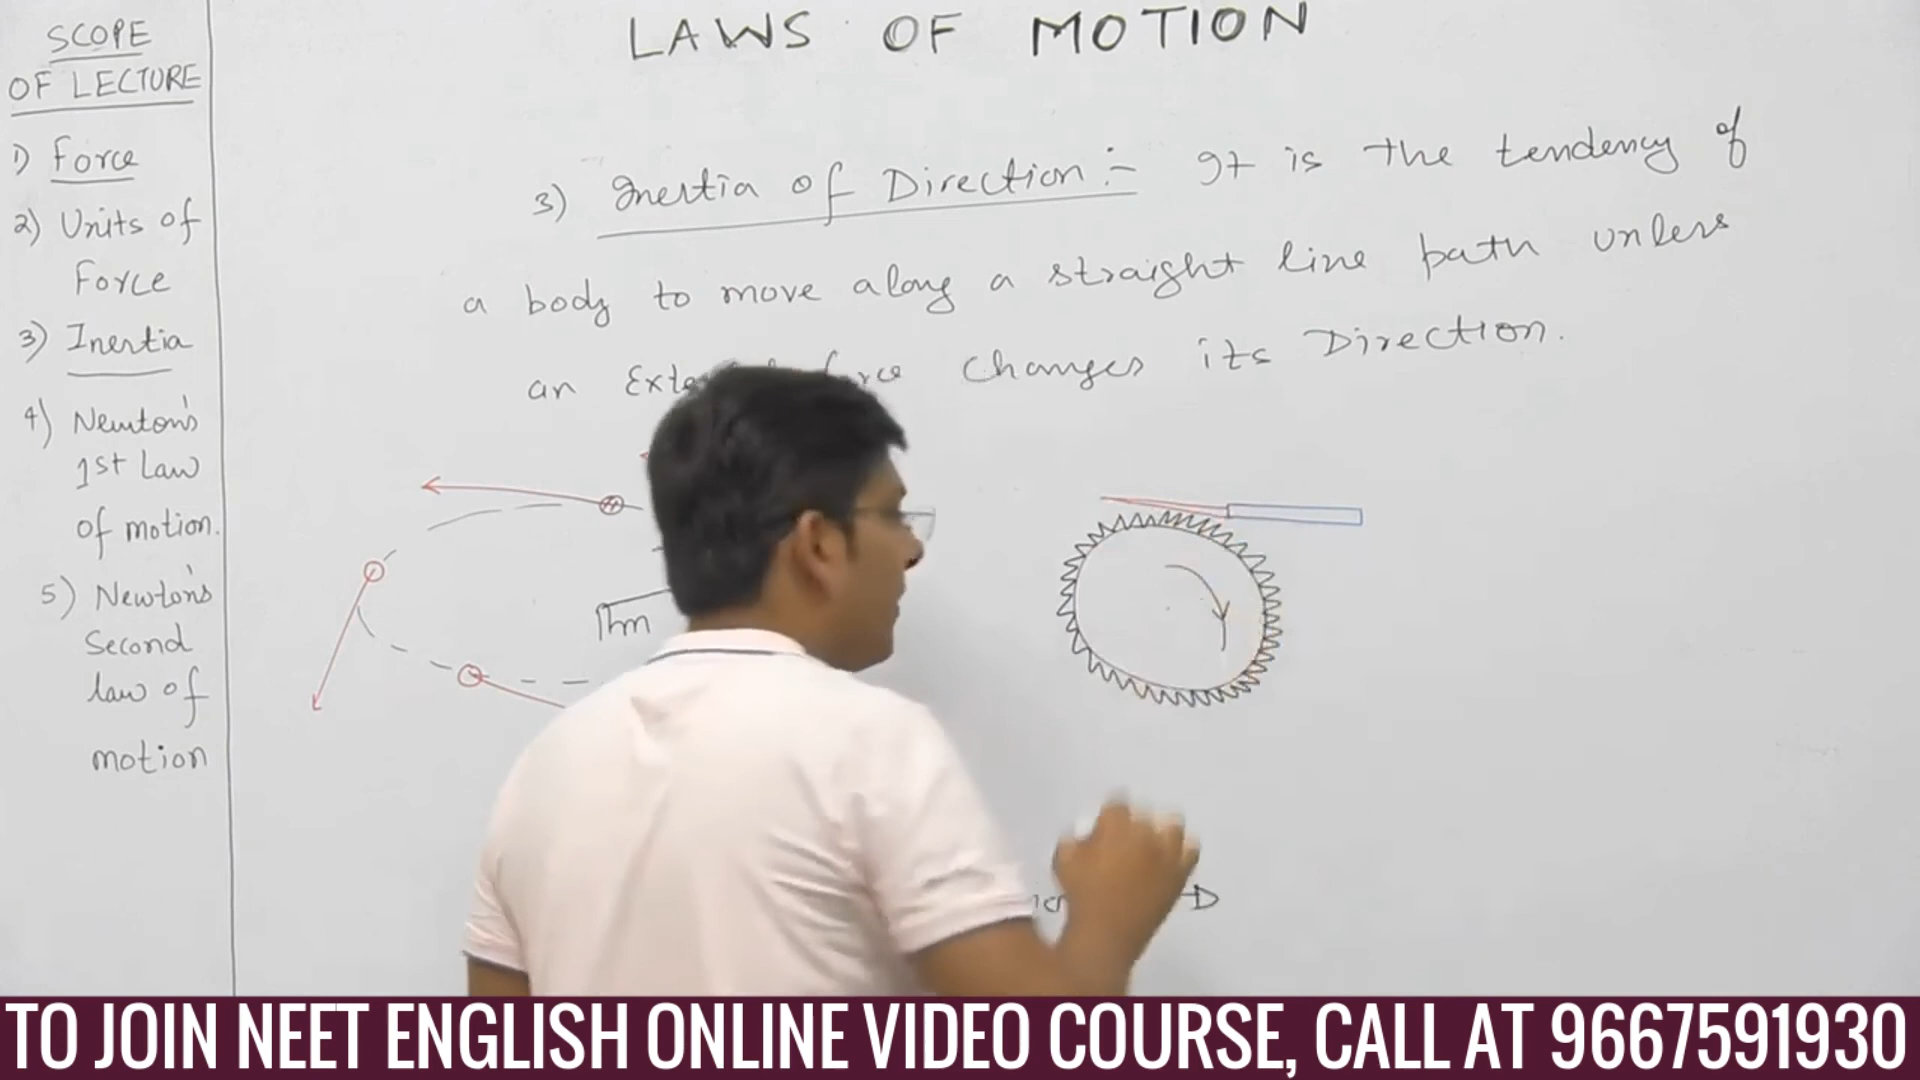 SCOPE
OF LECTURE
1) Force
2) Units of
Force
3) Inertia
4) Newton's
1st Law
of motion.
5) Newton's
Second
law of
motion
LAWS OF MOTION
3) Inertia of Direction :- It is the tendency of
a body to move along a straight line path unless
an changes its Direction.
TO JOIN NEET ENGLISH ONLINE VIDEO COURSE, CALL AT 9667591930